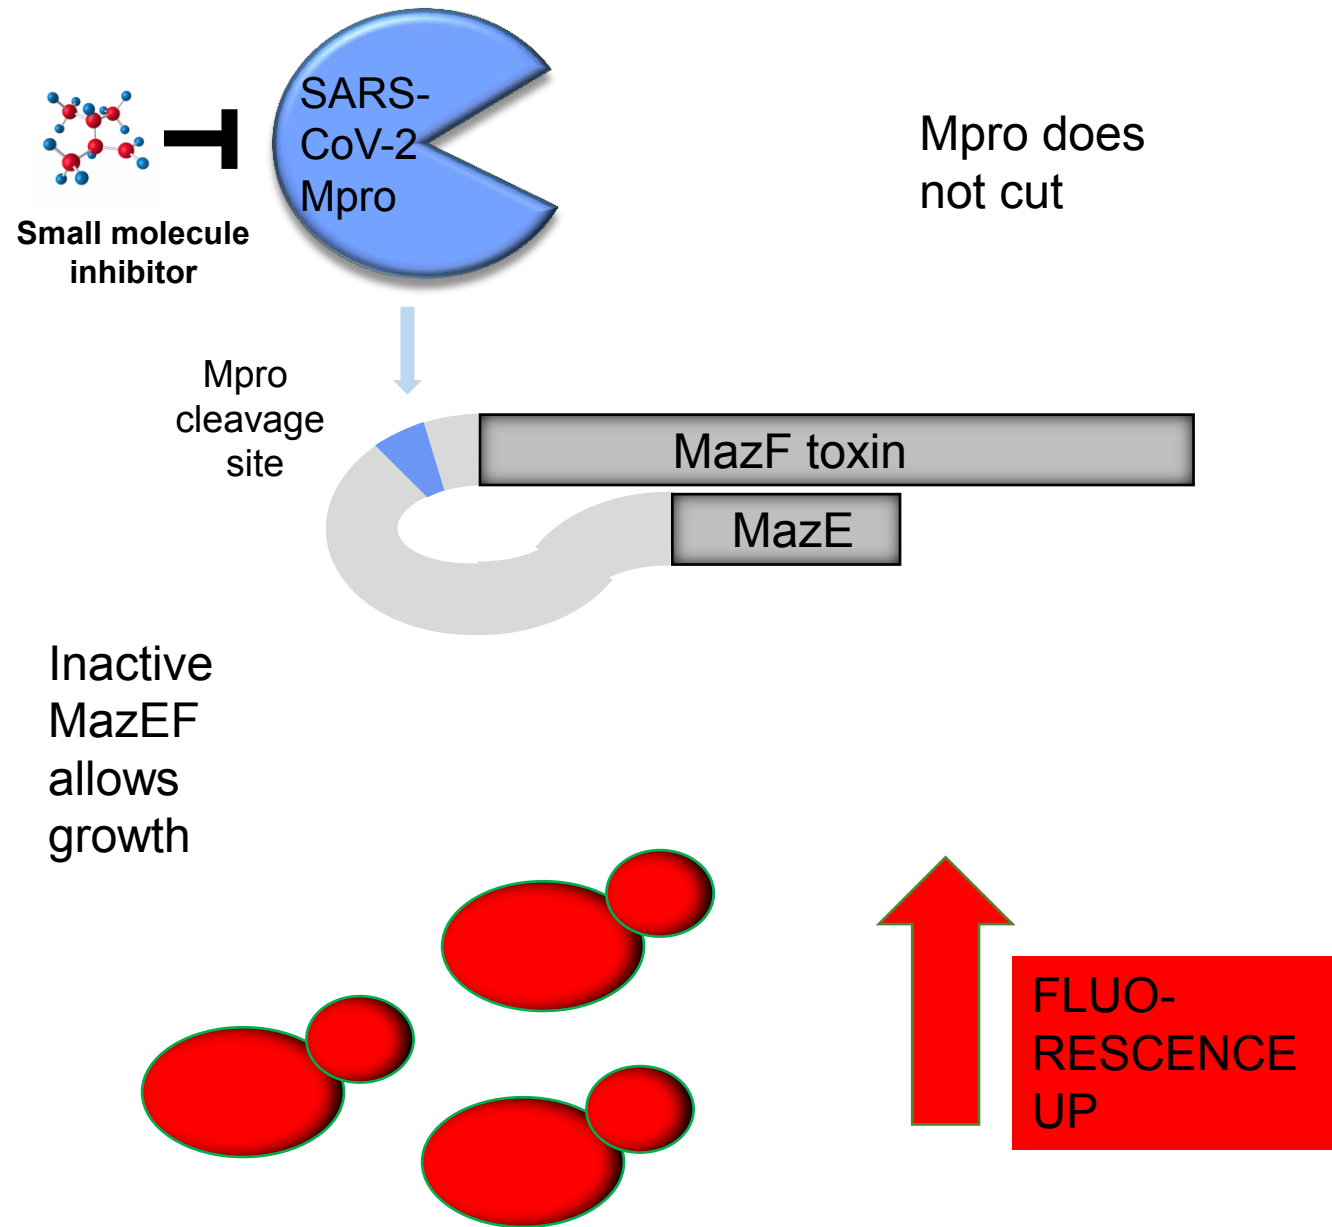 SARS-
CoV-2
Mpro
Small molecule
inhibitor
Mpro does
not cut
Mpro
cleavage
site
MazF toxin
MazE
Inactive
MazEF
allows
growth
FLUO-
RESCENCE
UP